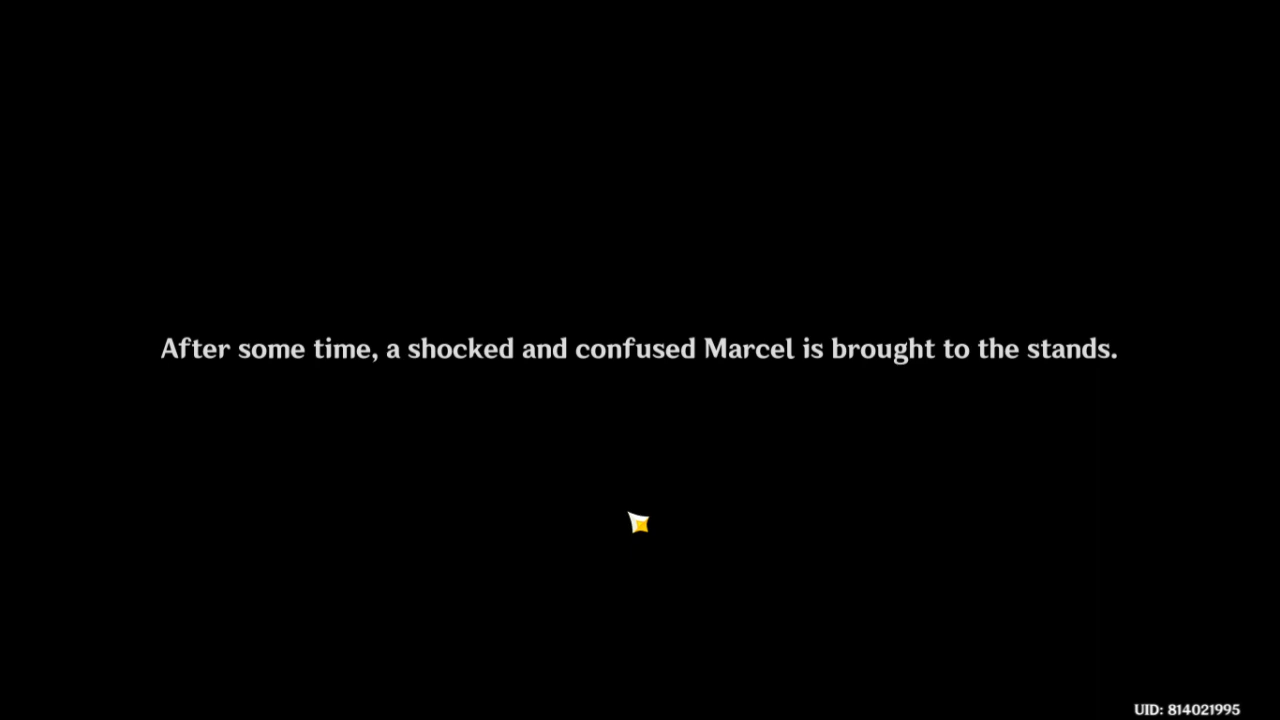 After some time, a shocked and confused Marcel is brought to the stands.
UID: 814021995